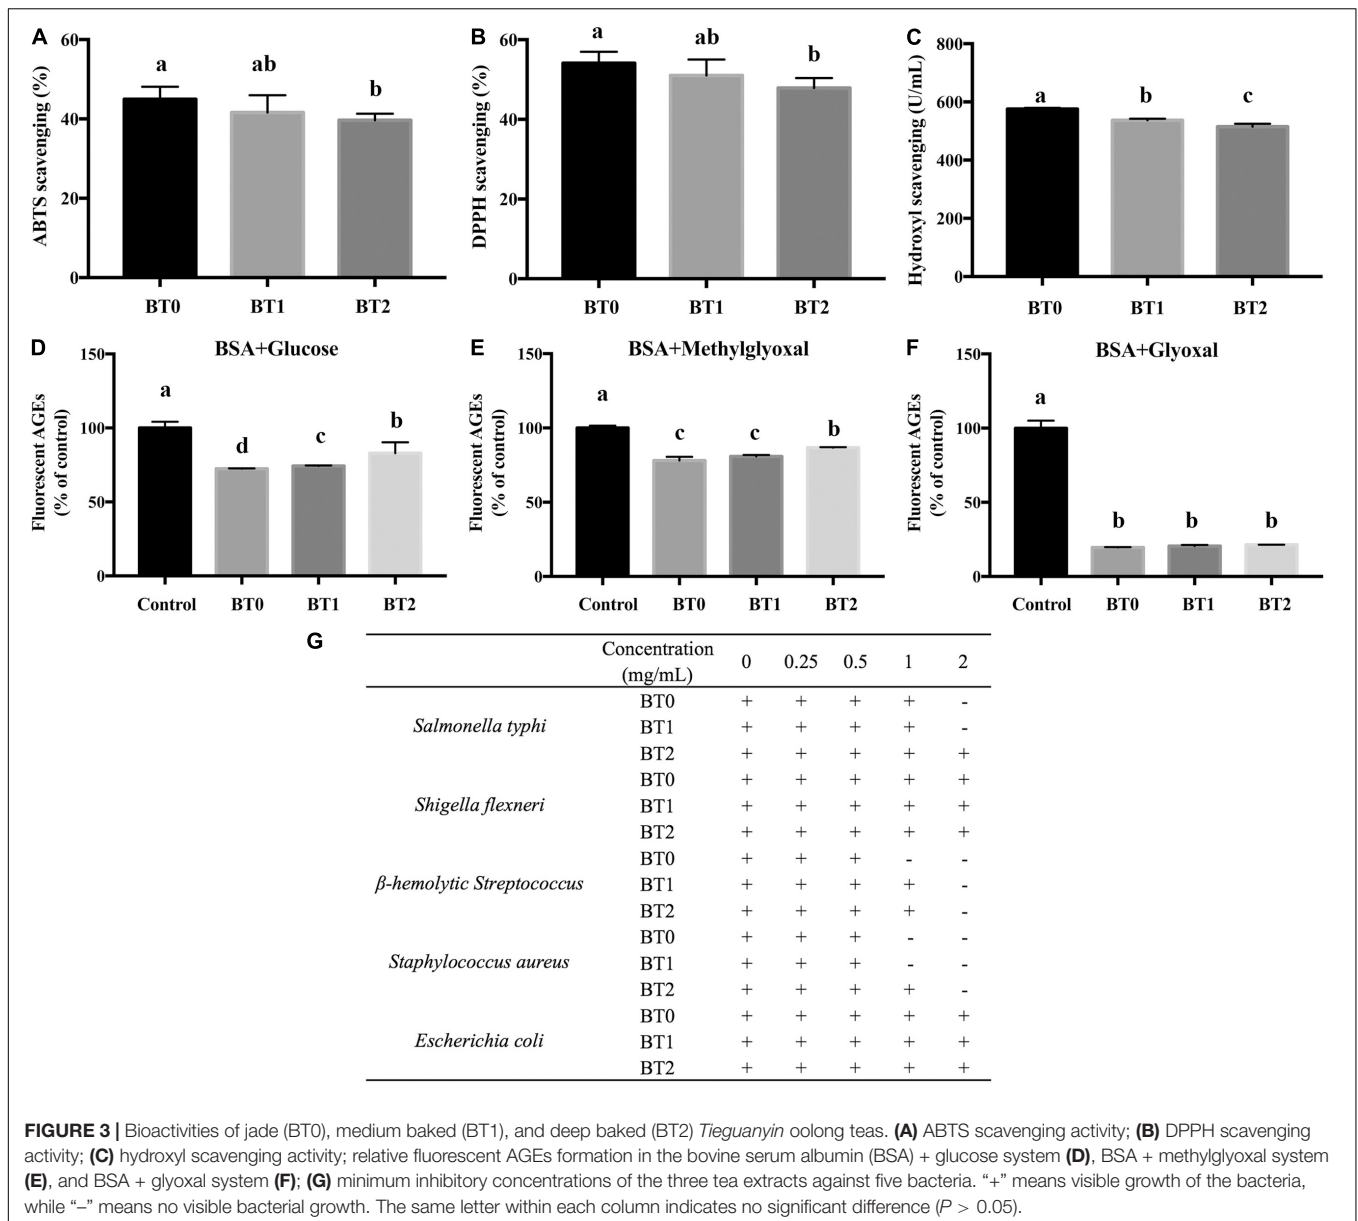 A
ABTS scavenging (%)
60
40
20
0
a
ab
b
BT0 BT1 BT2
B
DPPH scavenging (%)
60
40
20
0
a
ab
b
BT0 BT1 BT2
C
Hydroxyl scavenging (U/mL)
800
600
400
200
0
a
b
c
BT0 BT1 BT2
D
BSA+Glucose
Fluorescent AGEs
(% of control)
150
100
50
0
a
d
c
b
Control BT0 BT1 BT2
E
BSA+Methylglyoxal
Fluorescent AGEs
(% of control)
150
100
50
0
a
c
c
b
Control BT0 BT1 BT2
F
BSA+Glyoxal
Fluorescent AGEs
(% of control)
150
100
50
0
a
b
b
b
Control BT0 BT1 BT2
G
Concentration
(mg/mL) 0 0.25 0.5 1 2
BT0 + + + + -
Salmonella typhi BT1 + + + + -
BT2 + + + + +
BT0 + + + + +
Shigella flexneri BT1 + + + + +
BT2 + + + + +
BT0 + + + - -
β-hemolytic Streptococcus BT1 + + + + -
BT2 + + + + -
BT0 + + + - -
Staphylococcus aureus BT1 + + + - -
BT2 + + + + -
BT0 + + + + +
Escherichia coli BT1 + + + + +
BT2 + + + + +
FIGURE 3 | Bioactivities of jade (BT0), medium baked (BT1), and deep baked (BT2) Tieguanyin oolong teas. (A) ABTS scavenging activity; (B) DPPH scavenging
activity; (C) hydroxyl scavenging activity; relative fluorescent AGEs formation in the bovine serum albumin (BSA) + glucose system (D), BSA + methylglyoxal system
(E), and BSA + glyoxal system (F); (G) minimum inhibitory concentrations of the three tea extracts against five bacteria. “+” means visible growth of the bacteria,
while “–” means no visible bacterial growth. The same letter within each column indicates no significant difference (P > 0.05).